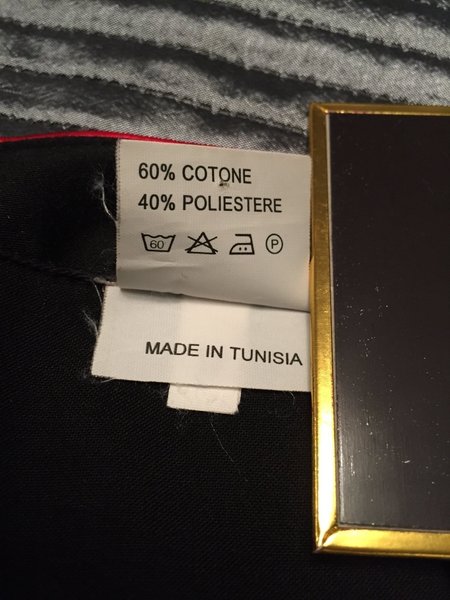 60% COTONE
40% POLIESTERE
60 P
MADE IN TUNISIA